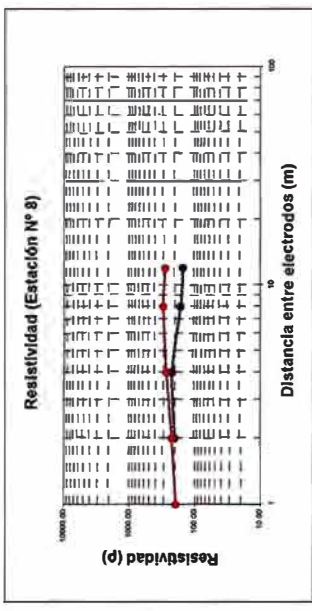 Resistividad (Estación Nº 8)
10000.00
1000.00
100.00
10.00
Resistividad (ρ)
1
10
100
Distancia entre electrodos (m)